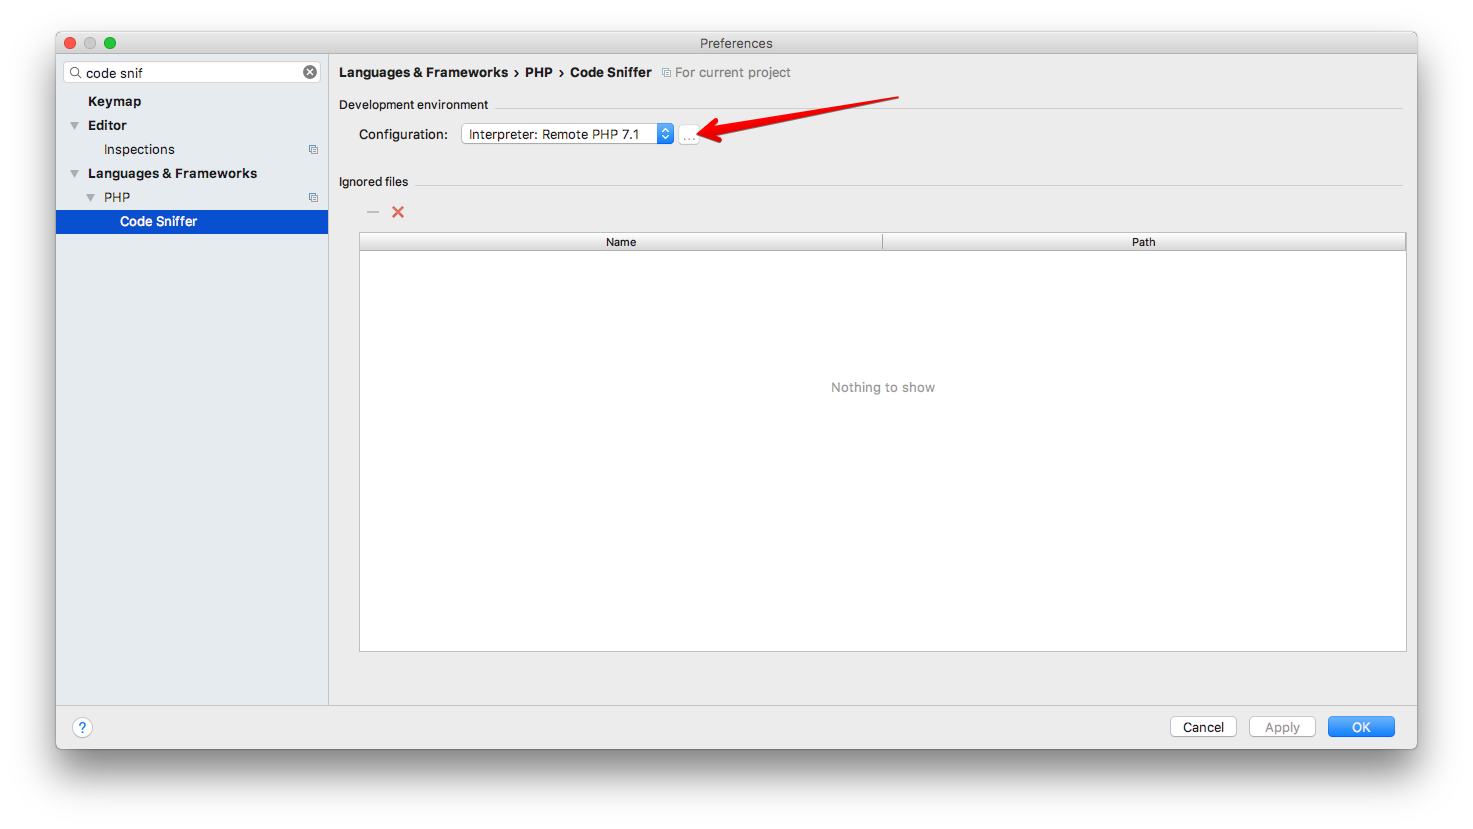 Preferences
code snif
Keymap
Editor
Inspections
Languages & Frameworks
PHP
Code Sniffer
Languages & Frameworks › PHP › Code Sniffer For current project
Development environment
Configuration: Interpreter: Remote PHP 7.1 ...
Ignored files
Name Path
Nothing to show
? Cancel Apply OK